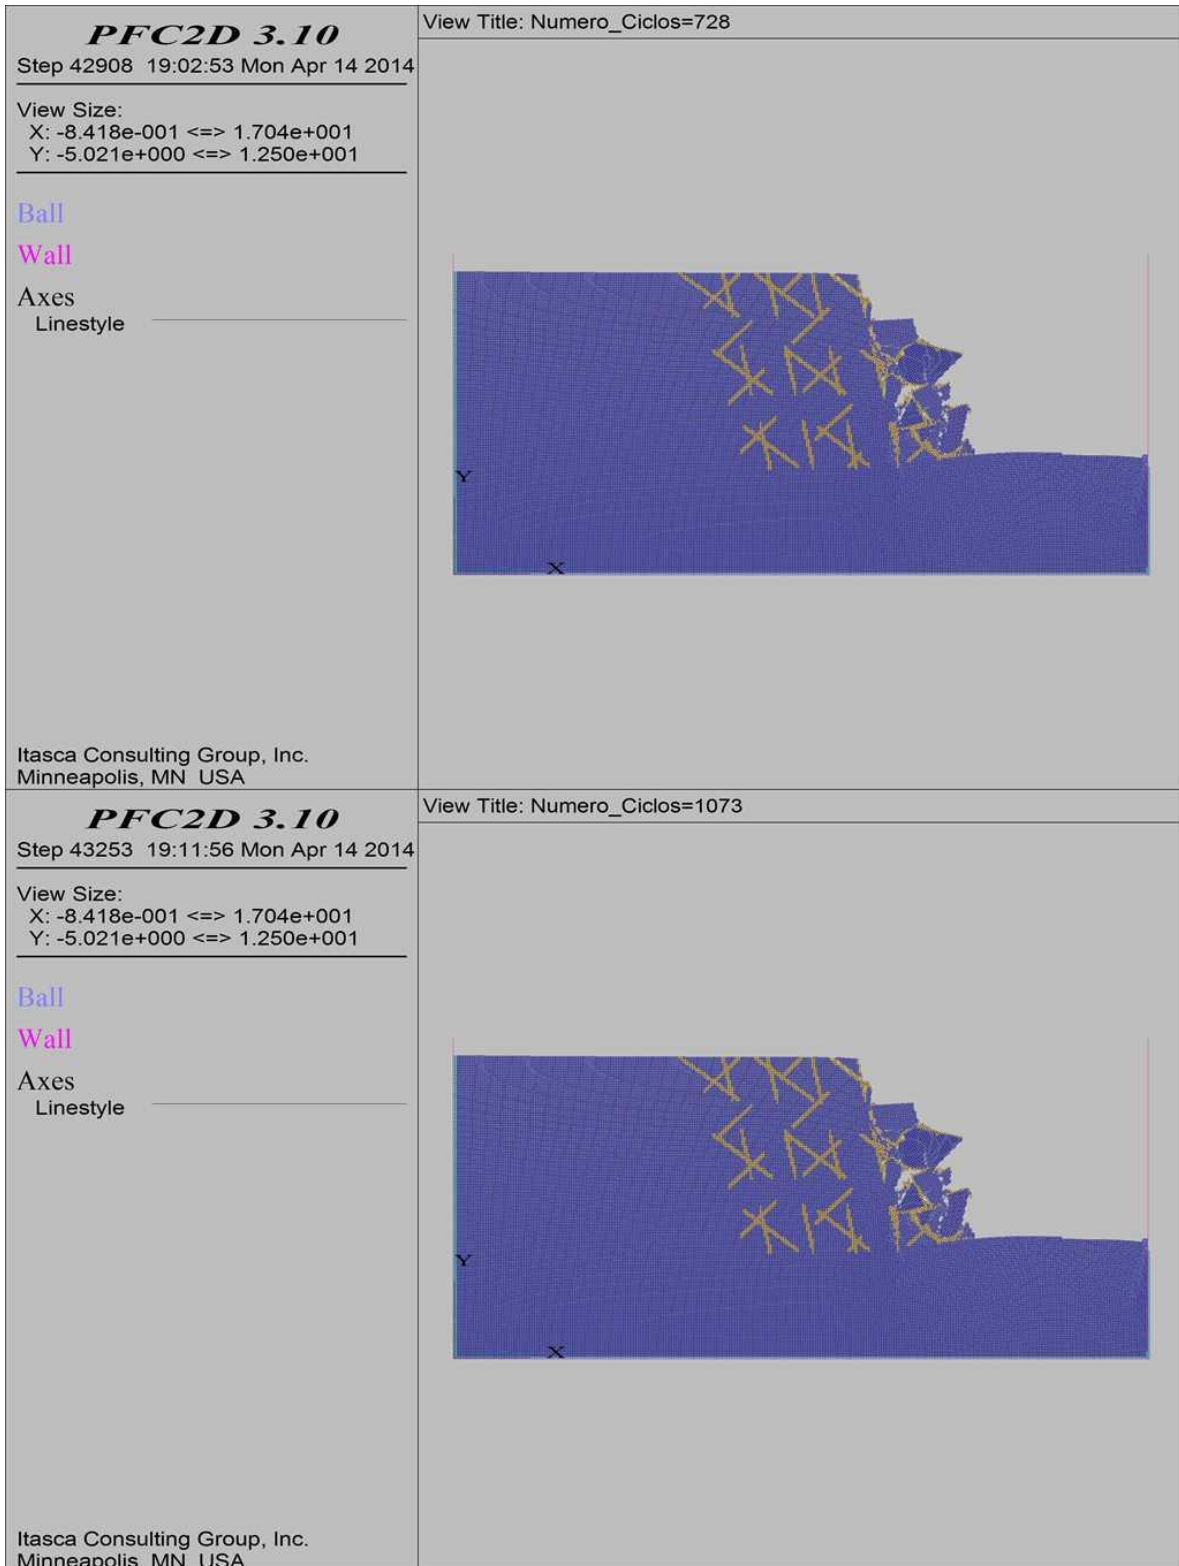 PFC2D 3.10
Step 42908  19:02:53 Mon Apr 14 2014
View Size:
X: -8.418e-001 <=> 1.704e+001
Y: -5.021e+000 <=> 1.250e+001
Ball
Wall
Axes
Linestyle
Itasca Consulting Group, Inc.
Minneapolis, MN  USA
View Title: Numero_Ciclos=728
Y
X
PFC2D 3.10
Step 43253  19:11:56 Mon Apr 14 2014
View Size:
X: -8.418e-001 <=> 1.704e+001
Y: -5.021e+000 <=> 1.250e+001
Ball
Wall
Axes
Linestyle
Itasca Consulting Group, Inc.
Minneapolis, MN  USA
View Title: Numero_Ciclos=1073
Y
X